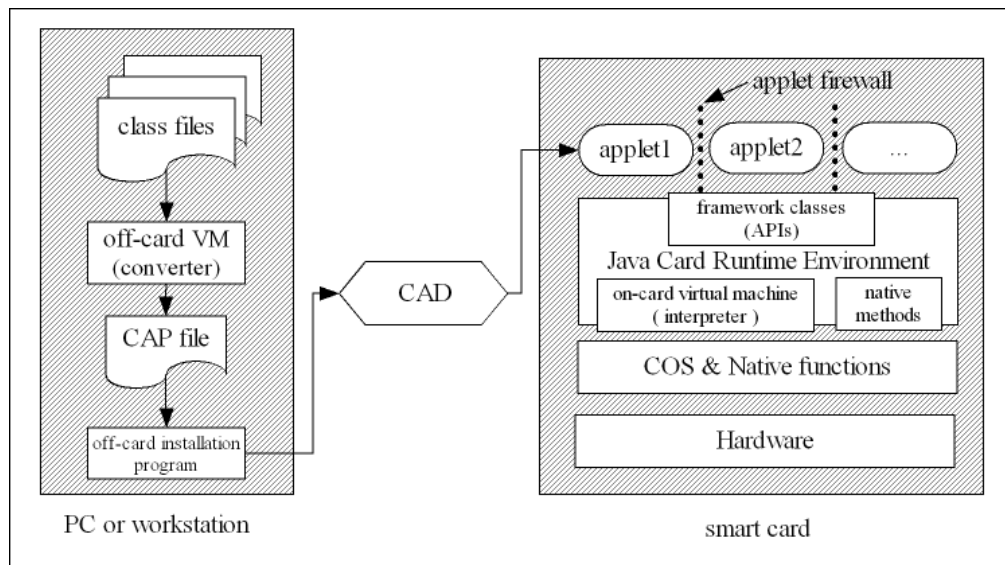 class files
off-card VM
(converter)
CAP file
off-card installation
program
PC or workstation
CAD
applet firewall
applet1
applet2
...
framework classes
(APIs)
Java Card Runtime Environment
on-card virtual machine
( interpreter )
native
methods
COS & Native functions
Hardware
smart card